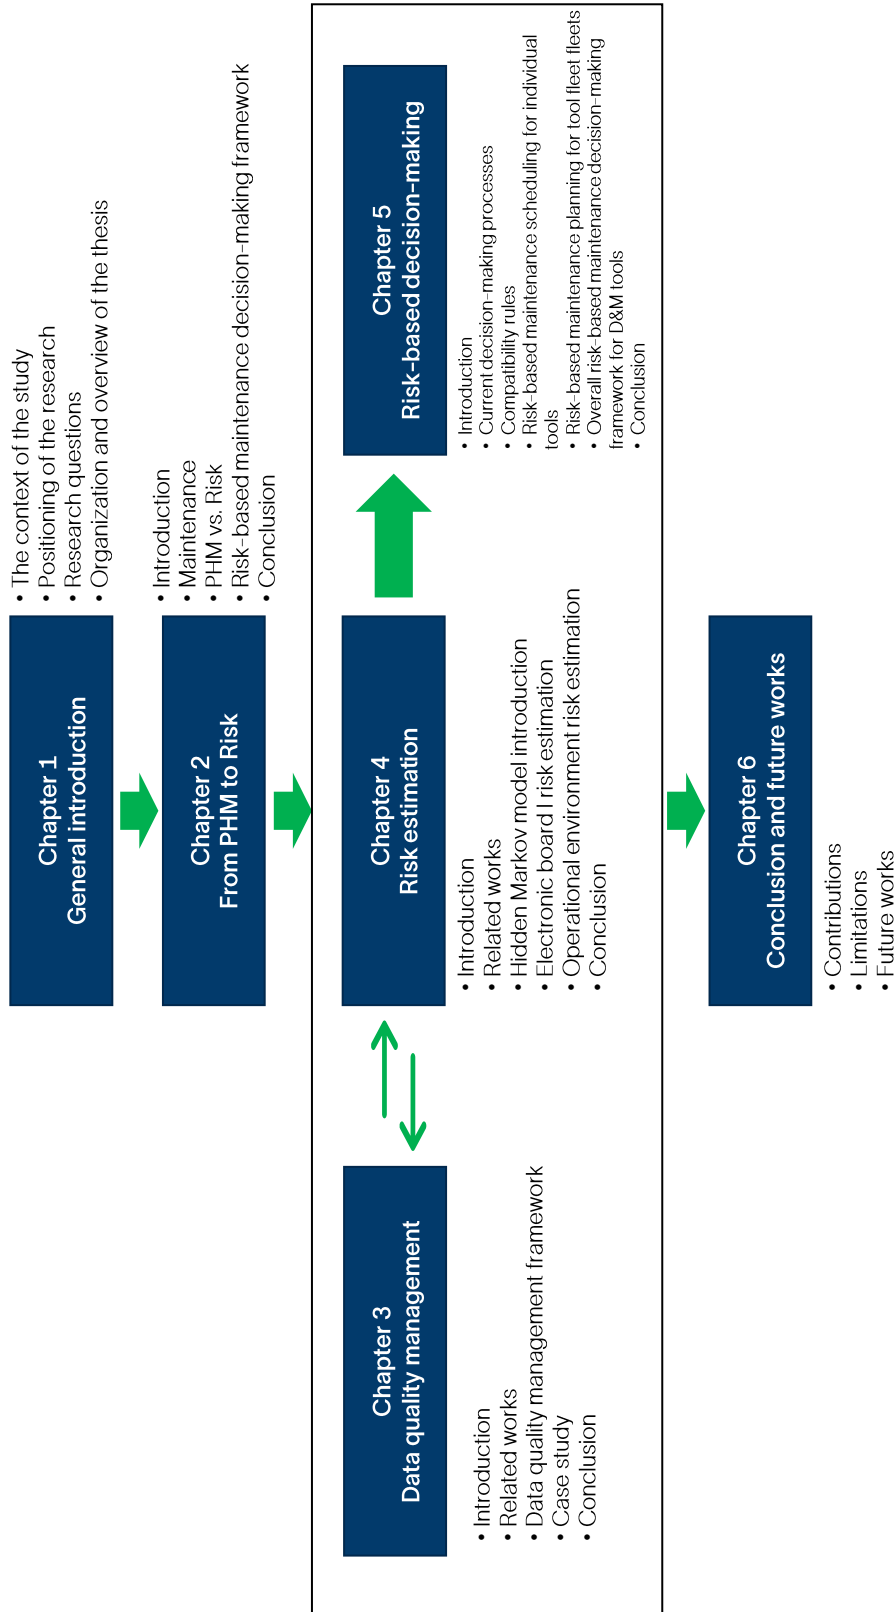 Chapter 1
General introduction
• The context of the study
• Positioning of the research
• Research questions
• Organization and overview of the thesis
Chapter 2
From PHM to Risk
• Introduction
• Maintenance
• PHM vs. Risk
• Risk-based maintenance decision-making framework
• Conclusion
Chapter 3
Data quality management
• Introduction
• Related works
• Data quality management framework
• Case study
• Conclusion
Chapter 4
Risk estimation
• Introduction
• Related works
• Hidden Markov model introduction
• Electronic board I risk estimation
• Operational environment risk estimation
• Conclusion
Chapter 5
Risk-based decision-making
• Introduction
• Current decision-making processes
• Compatibility rules
• Risk-based maintenance scheduling for individual
tools
• Risk-based maintenance planning for tool fleet fleets
• Overall risk-based maintenance decision-making
framework for D&M tools
• Conclusion
Chapter 6
Conclusion and future works
• Contributions
• Limitations
• Future works